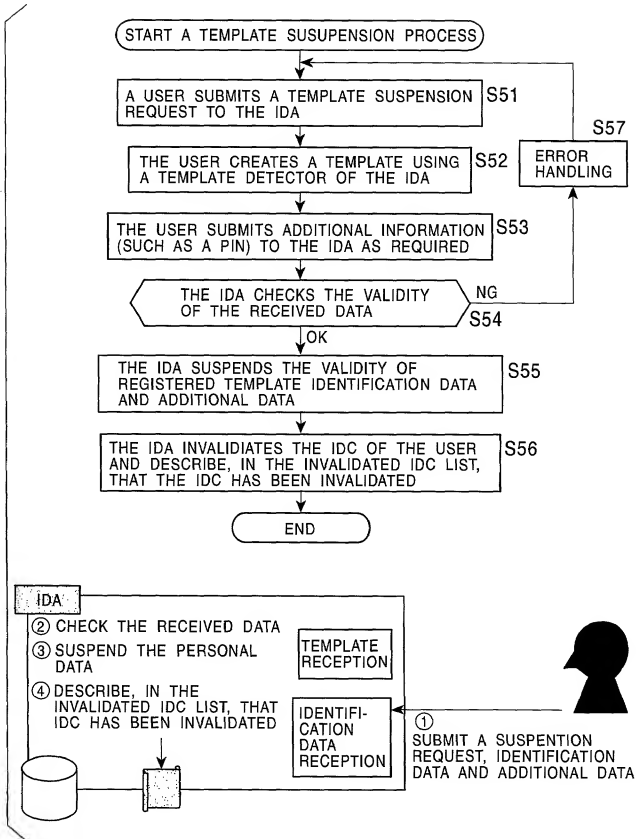 START A TEMPLATE SUSUPENSION PROCESS
A USER SUBMITS A TEMPLATE SUSPENSION
REQUEST TO THE IDA
S51
S57
ERROR
HANDLING
THE USER CREATES A TEMPLATE USING
A TEMPLATE DETECTOR OF THE IDA
S52
THE USER SUBMITS ADDITIONAL INFORMATION
(SUCH AS A PIN) TO THE IDA AS REQUIRED
S53
THE IDA CHECKS THE VALIDITY
OF THE RECEIVED DATA
NG
S54
OK
THE IDA SUSPENDS THE VALIDITY OF
REGISTERED TEMPLATE IDENTIFICATION DATA
AND ADDITIONAL DATA
S55
THE IDA INVALIDIATES THE IDC OF THE USER
AND DESCRIBE, IN THE INVALIDATED IDC LIST,
THAT THE IDC HAS BEEN INVALIDATED
S56
END
IDA
② CHECK THE RECEIVED DATA
③ SUSPEND THE PERSONAL
DATA
④ DESCRIBE, IN THE
INVALIDATED IDC LIST, THAT
IDC HAS BEEN INVALIDATED
TEMPLATE
RECEPTION
IDENTIFI-
CATION
DATA
RECEPTION
①
SUBMIT A SUSPENTION
REQUEST, IDENTIFICATION
DATA AND ADDITIONAL DATA